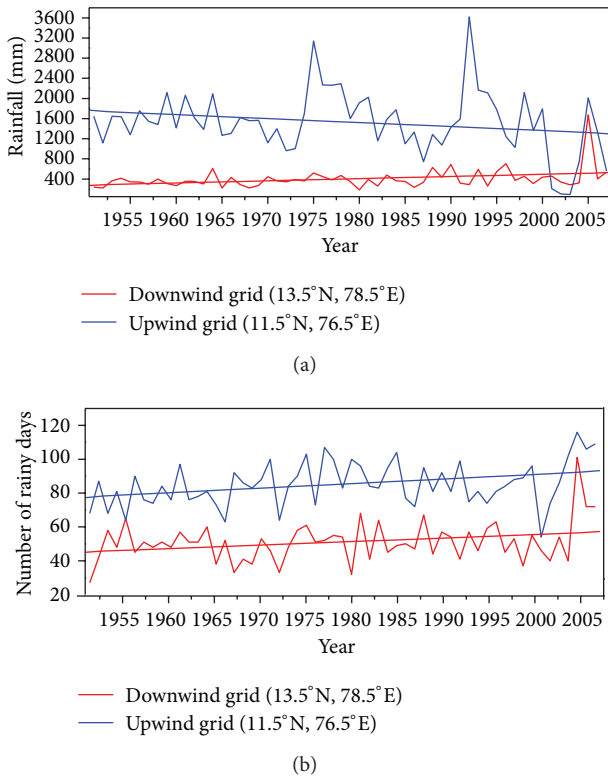 (a)
3600
3200
2800
2400
2000
1600
1200
800
400
Rainfall (mm)
1955 1960 1965 1970 1975 1980 1985 1990 1995 2000 2005
Year
Downwind grid (13.5°N, 78.5°E)
Upwind grid (11.5°N, 76.5°E)
(a)
120
100
80
60
40
20
Number of rainy days
1955 1960 1965 1970 1975 1980 1985 1990 1995 2000 2005
Year
Downwind grid (13.5°N, 78.5°E)
Upwind grid (11.5°N, 76.5°E)
(b)